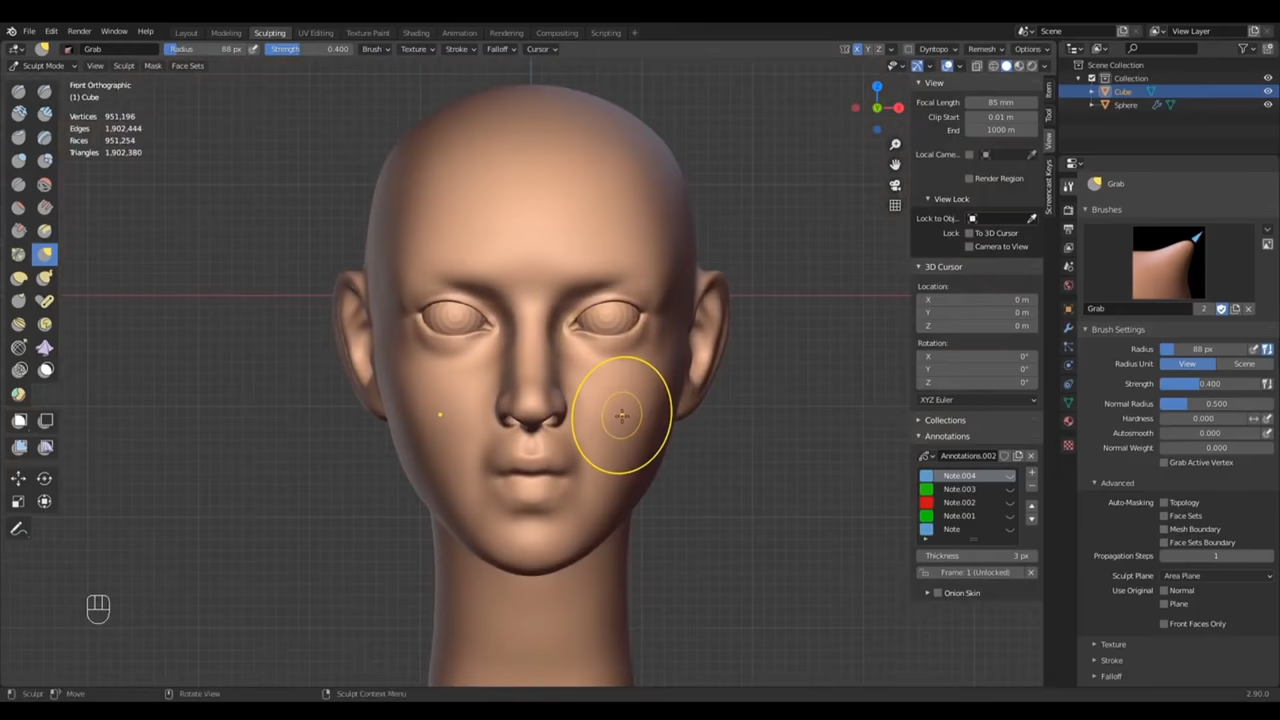 File Edit Render Window Help Layout Modeling Sculpting UV Editing Texture Paint Shading Animation Rendering Compositing Scripting + Scene View Layer
Grab Radius 88 px Strength 0.400 Brush Texture Stroke Falloff Cursor X Y Z Dyntopo Remesh Options
Sculpt Mode View Sculpt Mask Face Sets
Front Orthographic
(1) Cube
Vertices 951,196
Edges 1,902,444
Faces 951,254
Triangles 1,902,380
Z
Y
X
View
Focal Length 85 mm
Clip Start 0.01 m
End 1000 m
Local Came...
Render Region
View Lock
Lock to Obj...
Lock To 3D Cursor
Camera to View
3D Cursor
Location:
X 0 m
Y 0 m
Z 0 m
Rotation:
X 0°
Y 0°
Z 0°
XYZ Euler
Collections
Annotations
Annotations.002
Note.004
Note.003
Note.002
Note.001
Note
Thickness 3 px
Frame: 1 (Unlocked)
Onion Skin
Item
Tool
View
Screencast Keys
Scene Collection
Collection
Cube
Sphere
Grab
Brushes
Grab 2
Brush Settings
Radius 88 px
Radius Unit View Scene
Strength 0.400
Normal Radius 0.500
Hardness 0.000
Autosmooth 0.000
Normal Weight 0.000
Grab Active Vertex
Advanced
Auto-Masking Topology
Face Sets
Mesh Boundary
Face Sets Boundary
Propagation Steps 1
Sculpt Plane Area Plane
Use Original Normal
Plane
Front Faces Only
Texture
Stroke
Falloff
Sculpt Move Rotate View Sculpt Context Menu 2.90.0